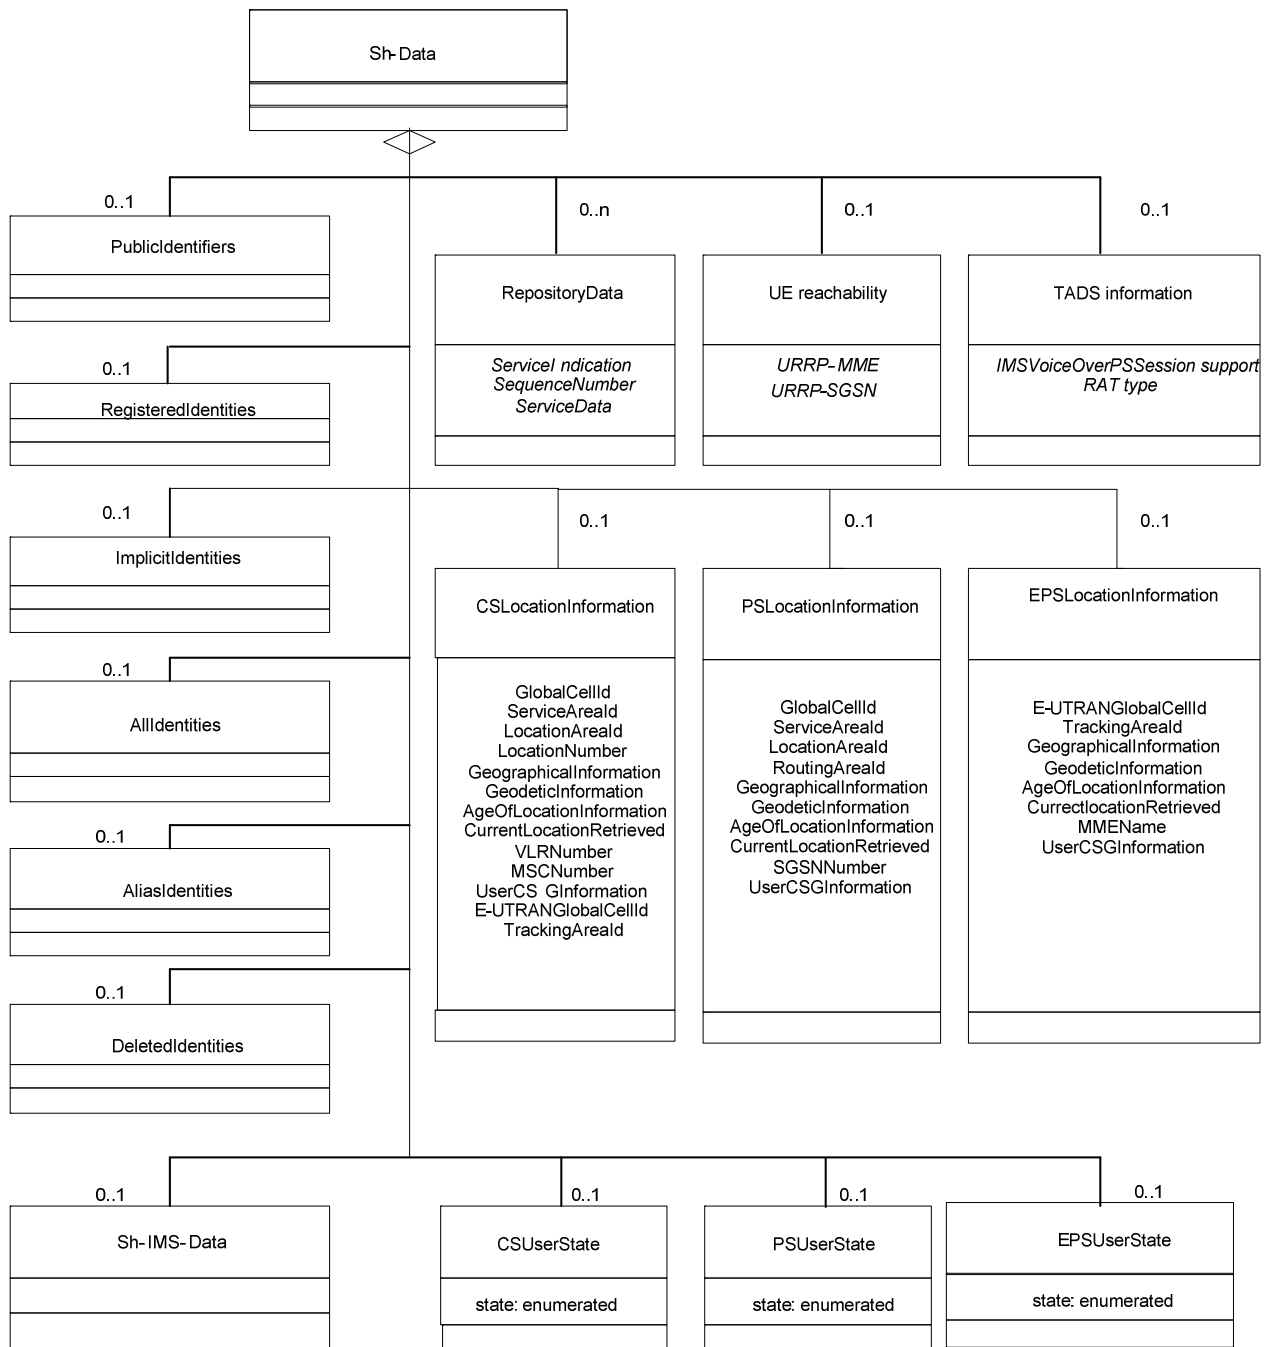 Sh-Data
0..1
0..n
0..1
0..1
PublicIdentifiers
RepositoryData
UE reachability
TADS information
ServiceI ndication
SequenceNumber
ServiceData
URRP-MME
URRP-SGSN
IMSVoiceOverPSSession support
RAT type
0..1
RegisteredIdentities
0..1
0..1
0..1
0..1
ImplicitIdentities
CSLocationInformation
PSLocationInformation
EPSLocationInformation
GlobalCellId
ServiceAreaId
LocationAreaId
LocationNumber
GeographicalInformation
GeodeticInformation
AgeOfLocationInformation
CurrentLocationRetrieved
VLRNumber
MSCNumber
UserCS GInformation
E-UTRANGlobalCellId
TrackingAreaId
GlobalCellId
ServiceAreaId
LocationAreaId
RoutingAreaId
GeographicalInformation
GeodeticInformation
AgeOfLocationInformation
CurrentLocationRetrieved
SGSNNumber
UserCSGInformation
E-UTRANGlobalCellId
TrackingAreaId
GeographicalInformation
GeodeticInformation
AgeOfLocationInformation
CurrectlocationRetrieved
MMEName
UserCSGInformation
0..1
AllIdentities
0..1
AliasIdentities
0..1
DeletedIdentities
0..1
0..1
0..1
0..1
Sh-IMS-Data
CSUserState
PSUserState
EPSUserState
state: enumerated
state: enumerated
state: enumerated